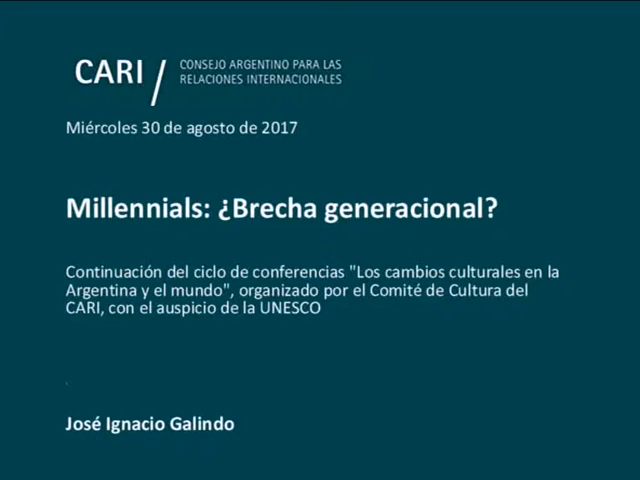 CARI / CONSEJO ARGENTINO PARA LAS
RELACIONES INTERNACIONALES
Miércoles 30 de agosto de 2017
Millennials: ¿Brecha generacional?
Continuación del ciclo de conferencias "Los cambios culturales en la
Argentina y el mundo", organizado por el Comité de Cultura del
CARI, con el auspicio de la UNESCO
José Ignacio Galindo